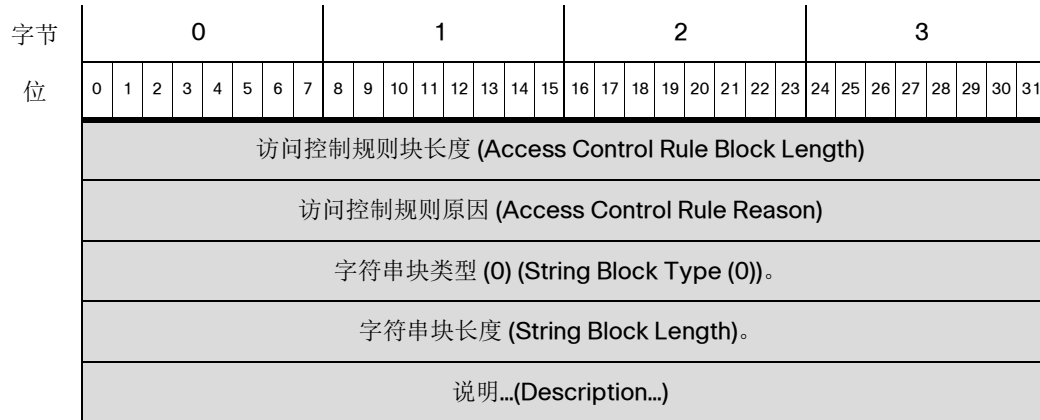 字节 0 1 2 3
位 0 1 2 3 4 5 6 7 8 9 10 11 12 13 14 15 16 17 18 19 20 21 22 23 24 25 26 27 28 29 30 31
访问控制规则块长度 (Access Control Rule Block Length)
访问控制规则原因 (Access Control Rule Reason)
字符串块类型 (0) (String Block Type (0))。
字符串块长度 (String Block Length)。
说明...(Description...)